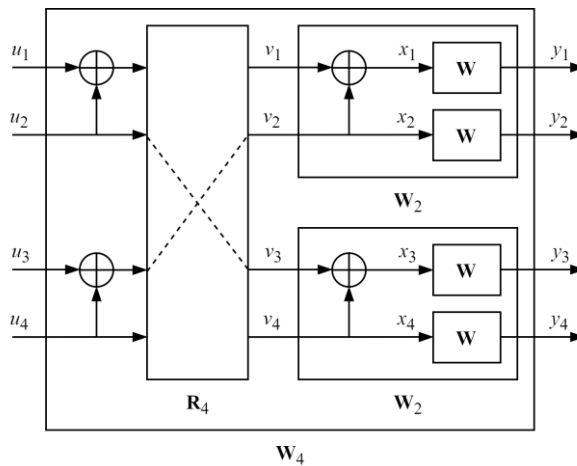 u1 v1 x1 W y1
u2 v2 x2 W y2
W2
u3 v3 x3 W y3
u4 v4 x4 W y4
R4 W2
W4